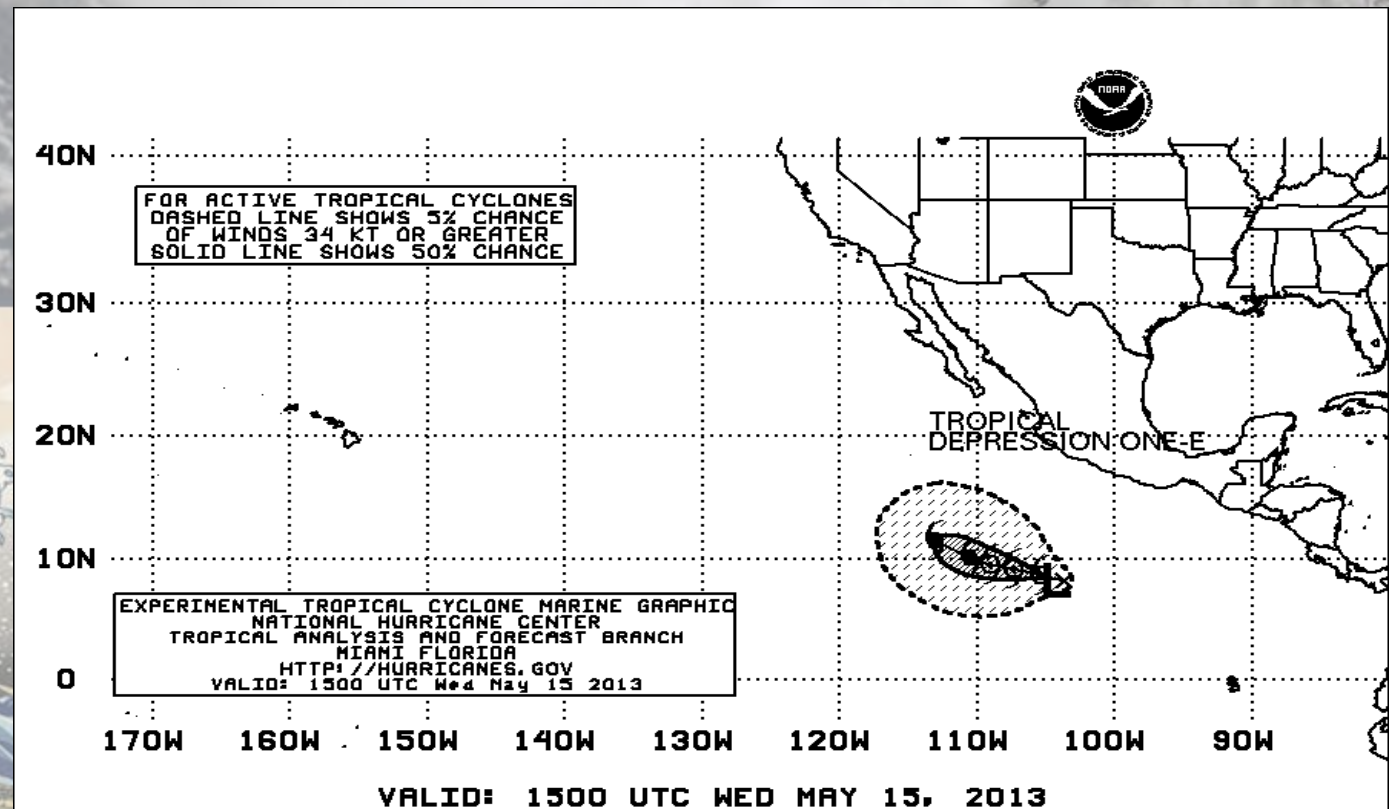 NOAA
40N
FOR ACTIVE TROPICAL CYCLONES
DASHED LINE SHOWS 5% CHANCE
OF WINDS 34 KT OR GREATER
SOLID LINE SHOWS 50% CHANCE
30N
TROPICAL
DEPRESSION ONE-E
20N
10N
EXPERIMENTAL TROPICAL CYCLONE MARINE GRAPHIC
NATIONAL HURRICANE CENTER
TROPICAL ANALYSIS AND FORECAST BRANCH
MIAMI FLORIDA
HTTP://HURRICANES.GOV
VALID: 1500 UTC Wed May 15 2013
0
170W 160W 150W 140W 130W 120W 110W 100W 90W
VALID: 1500 UTC WED MAY 15, 2013